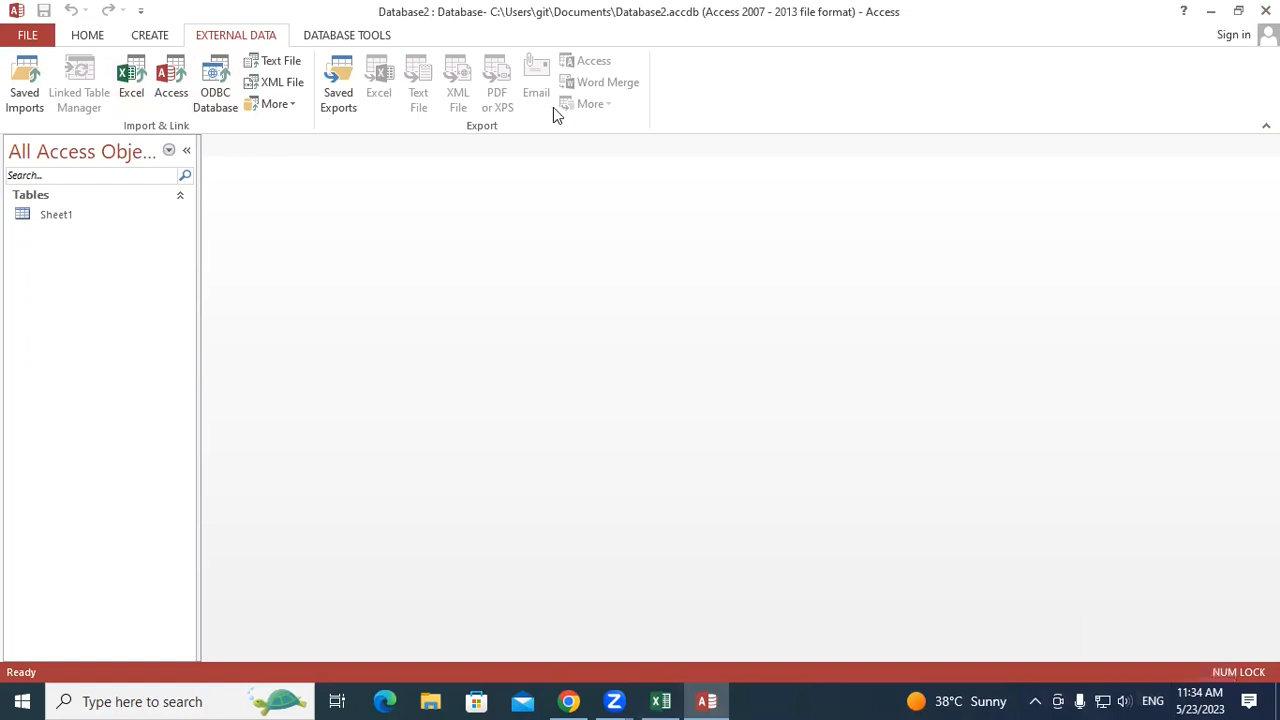 Database2 : Database- C:\Users\git\Documents\Database2.accdb (Access 2007 - 2013 file format) - Access
?
FILE HOME CREATE EXTERNAL DATA DATABASE TOOLS Sign in
Saved Imports
Linked Table Manager
Excel
Access
ODBC Database
Text File
XML File
More
Import & Link
Saved Exports
Excel
Text File
XML File
PDF or XPS
Email
Access
Word Merge
More
Export
All Access Obje...
Search...
Tables
Sheet1
Ready NUM LOCK
Type here to search
38°C Sunny
ENG
11:34 AM
5/23/2023